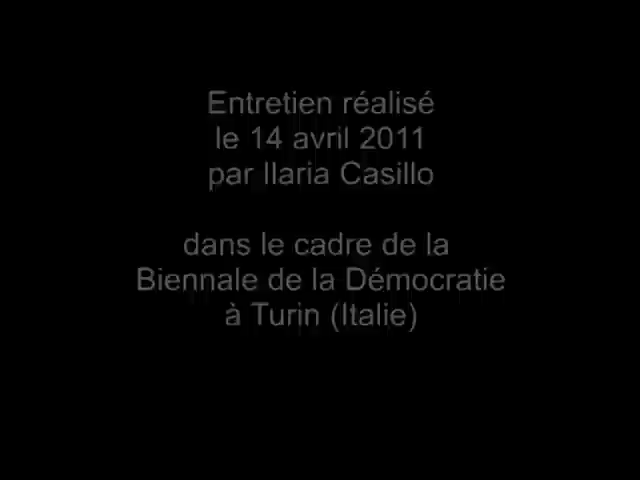 Entretien réalisé
le 14 avril 2011
par Ilaria Casillo
dans le cadre de la
Biennale de la Démocratie
à Turin (Italie)